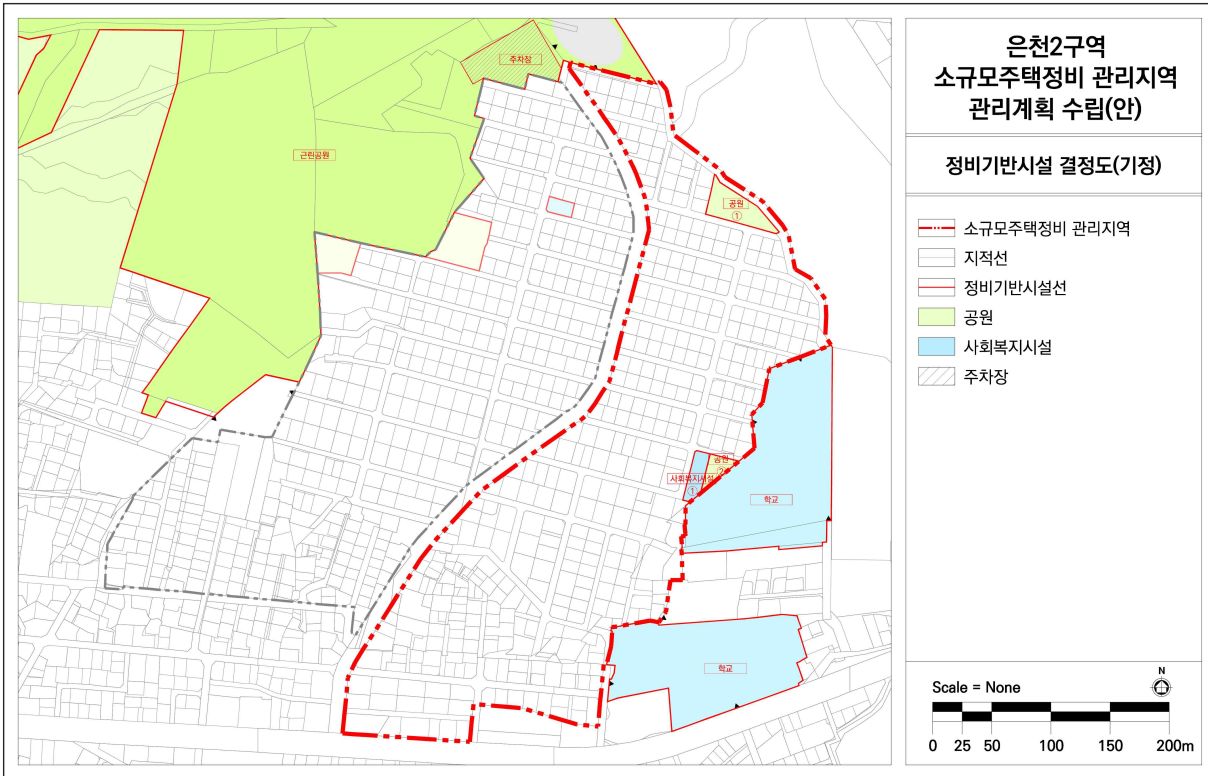 은천2구역
소규모주택정비 관리지역
관리계획 수립(안)
정비기반시설 결정도(기정)
소규모주택정비 관리지역
지적선
정비기반시설선
공원
사회복지시설
주차장
주차장
근린공원
공원
①
공원
②
사회복지시설
①
학교
학교
Scale = None
N
0 25 50 100 150 200m